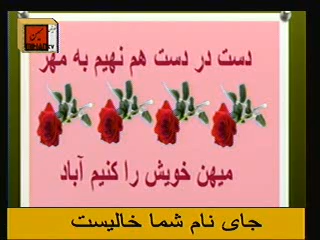 دست در دست هم نهیم به مهر
میهن خویش را کنیم آباد
جای نام شما خالیست